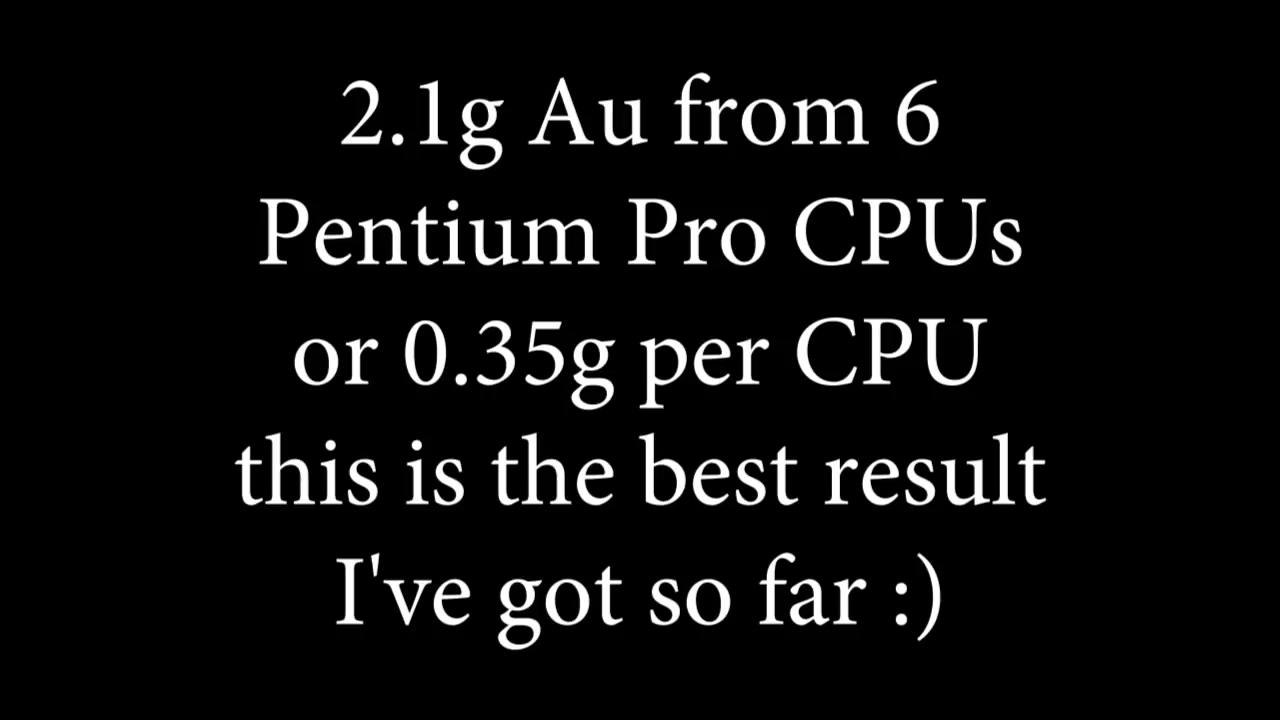 2.1g Au from 6
Pentium Pro CPUs
or 0.35g per CPU
this is the best result
I've got so far :)